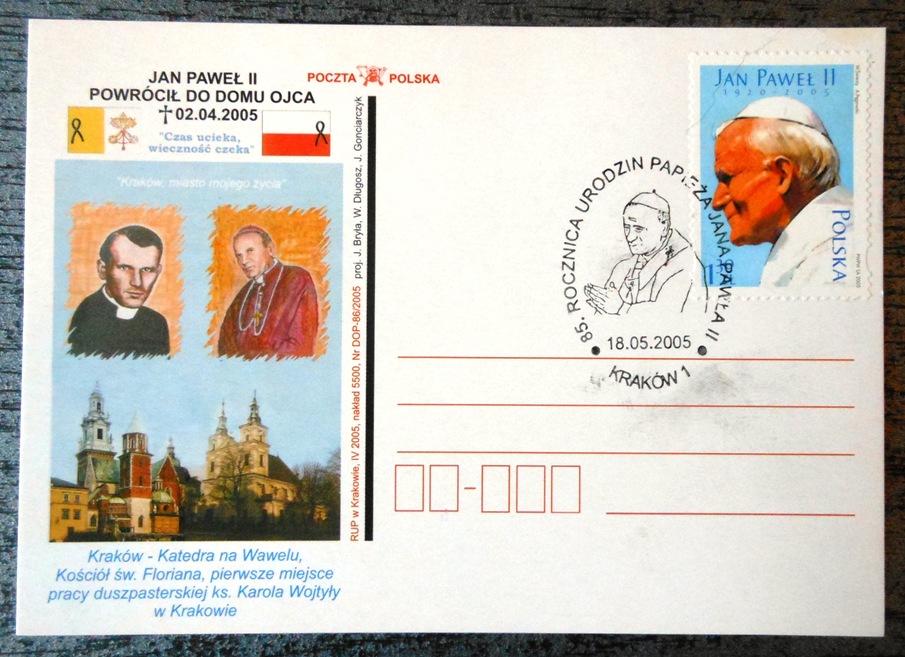 JAN PAWEŁ II
POWRÓCIŁ DO DOMU OJCA
02.04.2005
"Czas ucieka,
wieczność czeka"
"Kraków, miasto mojego życia"
Kraków - Katedra na Wawelu,
Kościół św. Floriana, pierwsze miejsce
pracy duszpasterskiej ks. Karola Wojtyły
w Krakowie
POCZTA POLSKA
RUP w Krakowie, IV 2005, nakład 5500, Nr DOP-86/2005 proj. J. Bryła, W. Długosz, J. Gonciarczyk
85. ROCZNICA URODZIN PAPIEŻA JANA PAWŁA II
18.05.2005
KRAKÓW 1
JAN PAWEŁ II
1920-2005
POLSKA